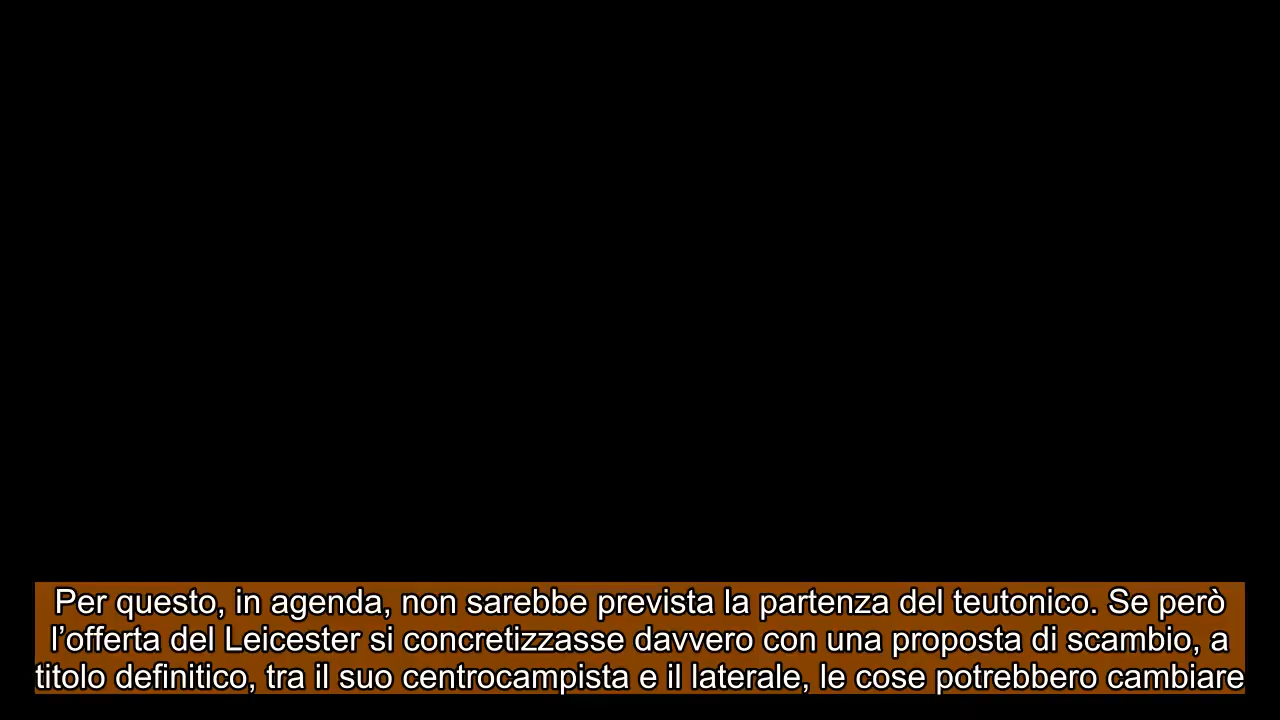 Per questo, in agenda, non sarebbe prevista la partenza del teutonico. Se però
l’offerta del Leicester si concretizzasse davvero con una proposta di scambio, a
titolo definitico, tra il suo centrocampista e il laterale, le cose potrebbero cambiare